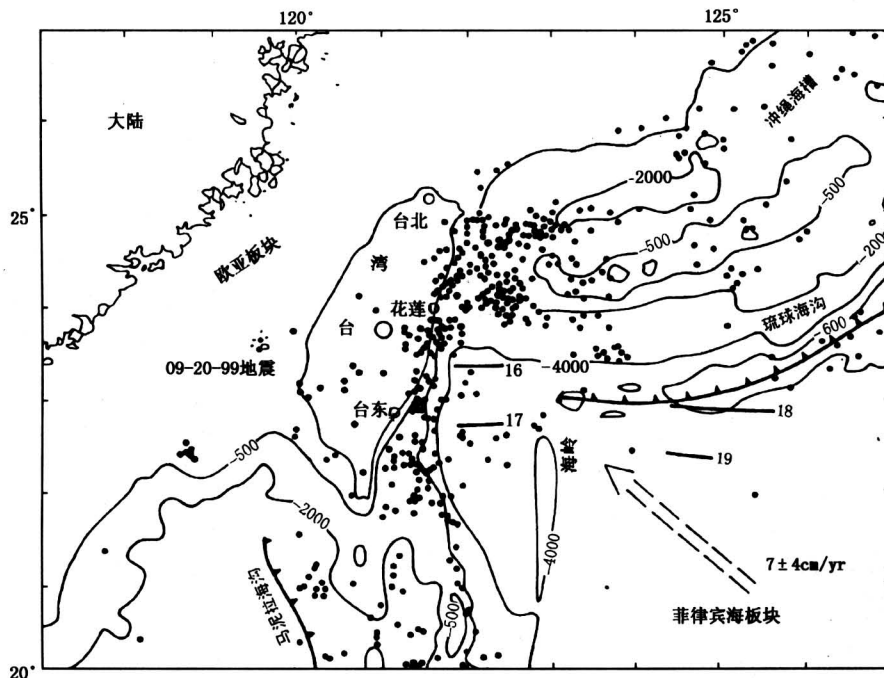 120°
125°
冲绳海槽
大陆
-2000
-500
25°
台北
-500
欧亚板块
湾
-200
花莲
琉球海沟
台
-600
09-20-99地震
16
-4000
台东
17
18
海岭
19
-500
-2000
-4000
7±4cm/yr
马泥拉海沟
菲律宾海板块
-500
20°